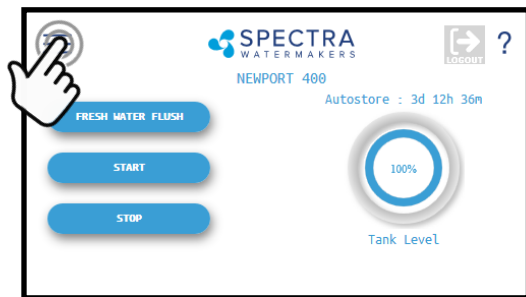 SPECTRA
WATERMAKERS
LOGOUT
?
NEWPORT 400
Autostore : 3d 12h 36m
FRESH WATER FLUSH
START
100%
STOP
Tank Level